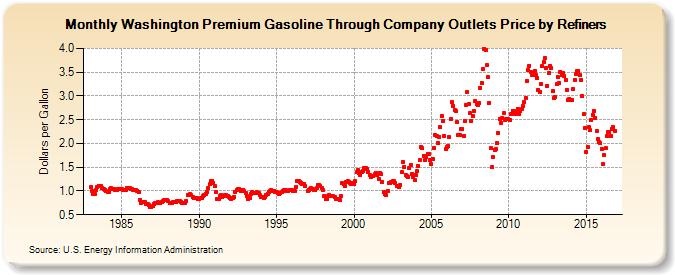 Monthly Washington Premium Gasoline Through Company Outlets Price by Refiners
Dollars per Gallon
4.0
3.5
3.0
2.5
2.0
1.5
1.0
0.5
1985 1990 1995 2000 2005 2010 2015
Source: U.S. Energy Information Administration